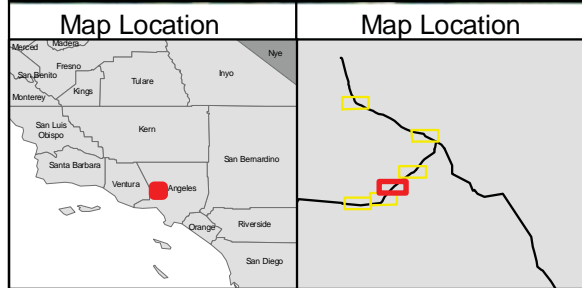 Map Location
Map Location
Merced
Madera
Nye
Fresno
San Benito
Tulare
Inyo
Kings
Monterey
San Luis
Obispo
Kern
San Bernardino
Santa Barbara
Ventura
Angeles
Orange
Riverside
San Diego